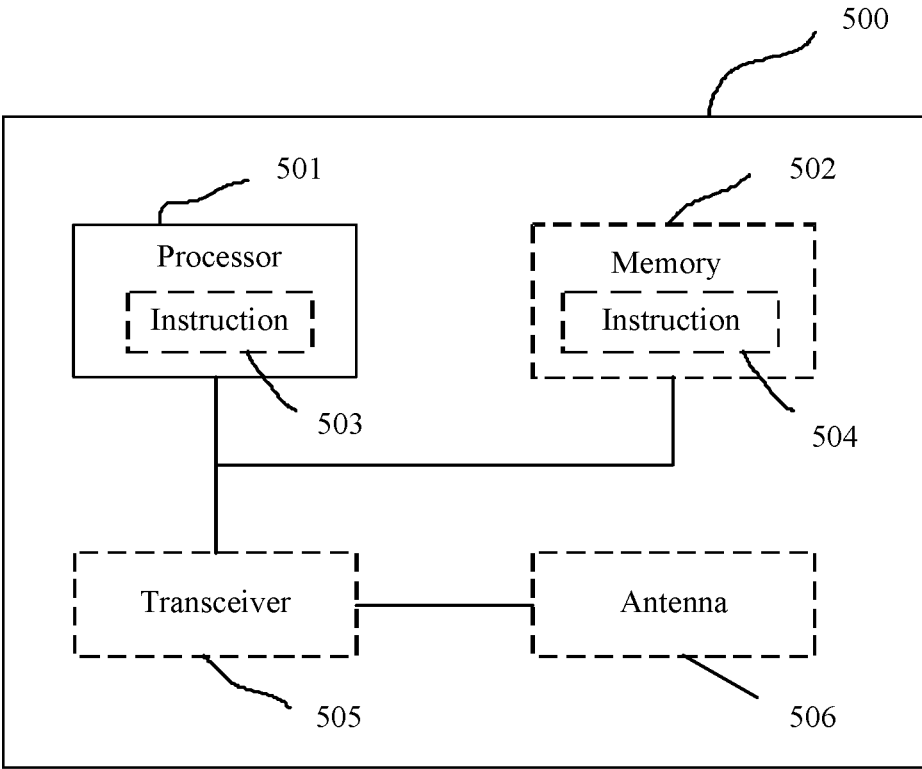 500
501
502
Processor
Memory
Instruction
Instruction
503
504
Transceiver
Antenna
505
506